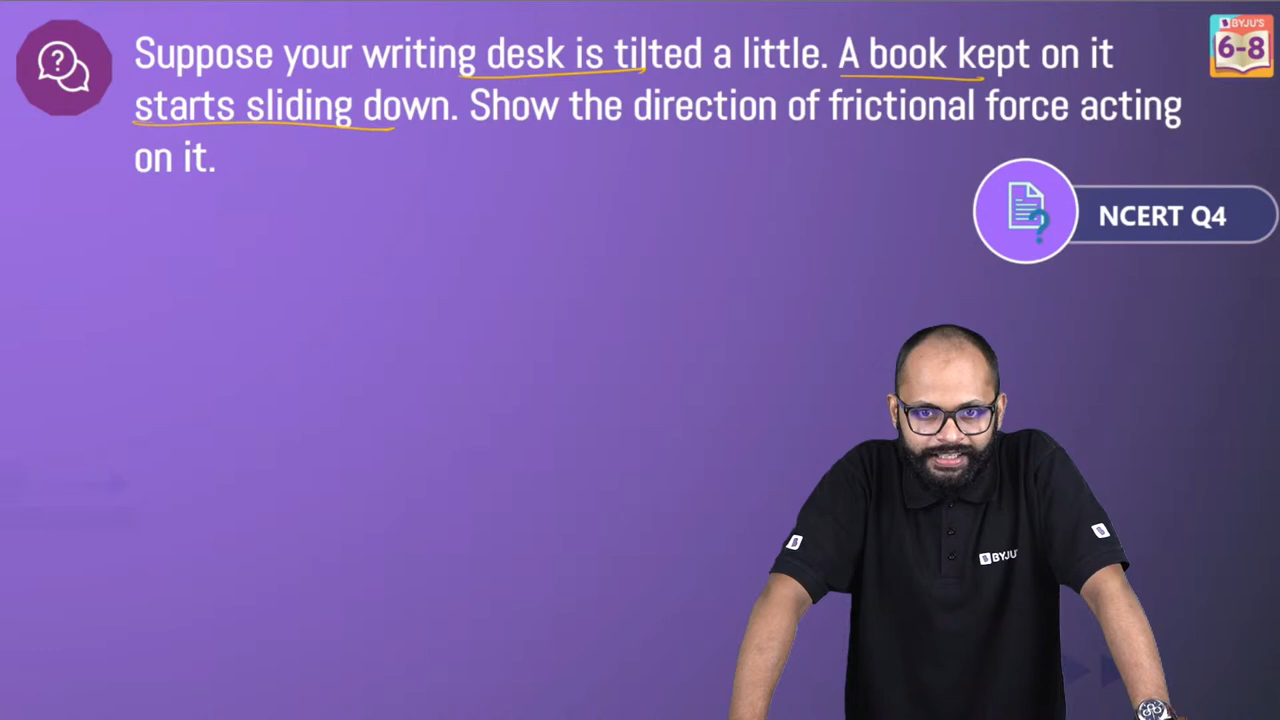 Suppose your writing desk is tilted a little. A book kept on it
starts sliding down. Show the direction of frictional force acting
on it.
BYJU'S
6-8
NCERT Q4
BYJU'